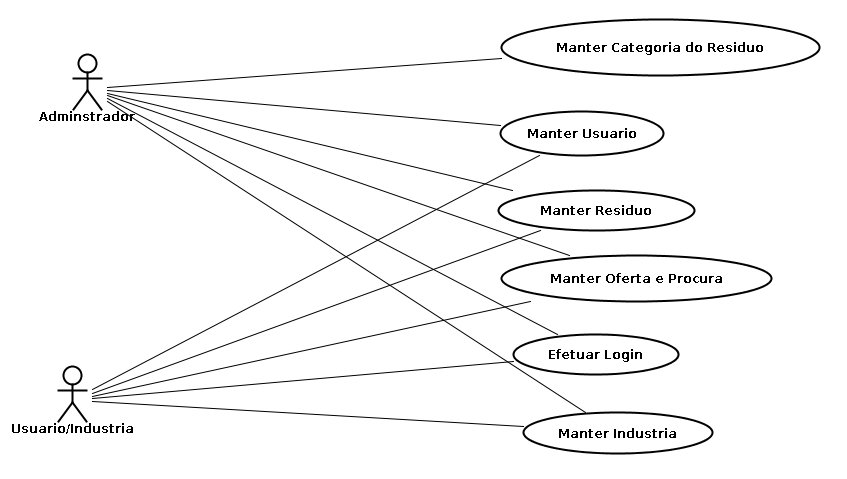 Manter Categoria do Residuo
Adminstrador
Manter Usuario
Manter Residuo
Manter Oferta e Procura
Efetuar Login
Usuario/Industria
Manter Industria